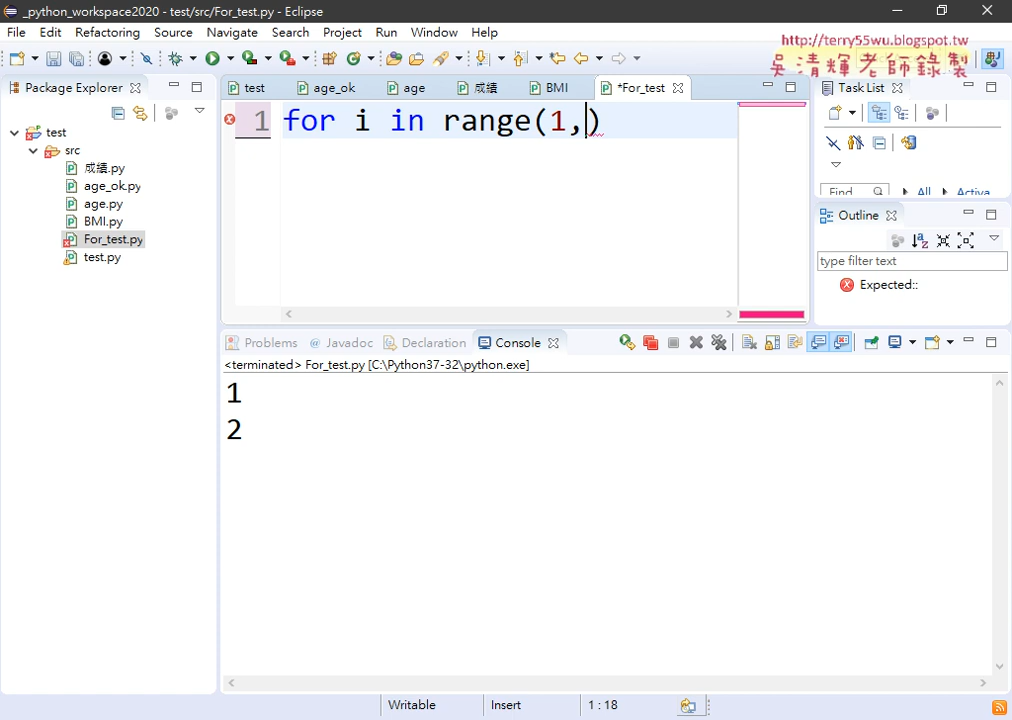 _python_workspace2020 - test/src/For_test.py - Eclipse
File Edit Refactoring Source Navigate Search Project Run Window Help
http://terry55wu.blogspot.tw
吳清輝老師錄製
Package Explorer
test
src
成績.py
age_ok.py
age.py
BMI.py
For_test.py
test.py
test age_ok age 成績 BMI *For_test
1 for i in range(1,)
Task List
Find All Activa
Outline
type filter text
Expected::
Problems Javadoc Declaration Console
<terminated> For_test.py [C:\Python37-32\python.exe]
1
2
Writable Insert 1 : 18